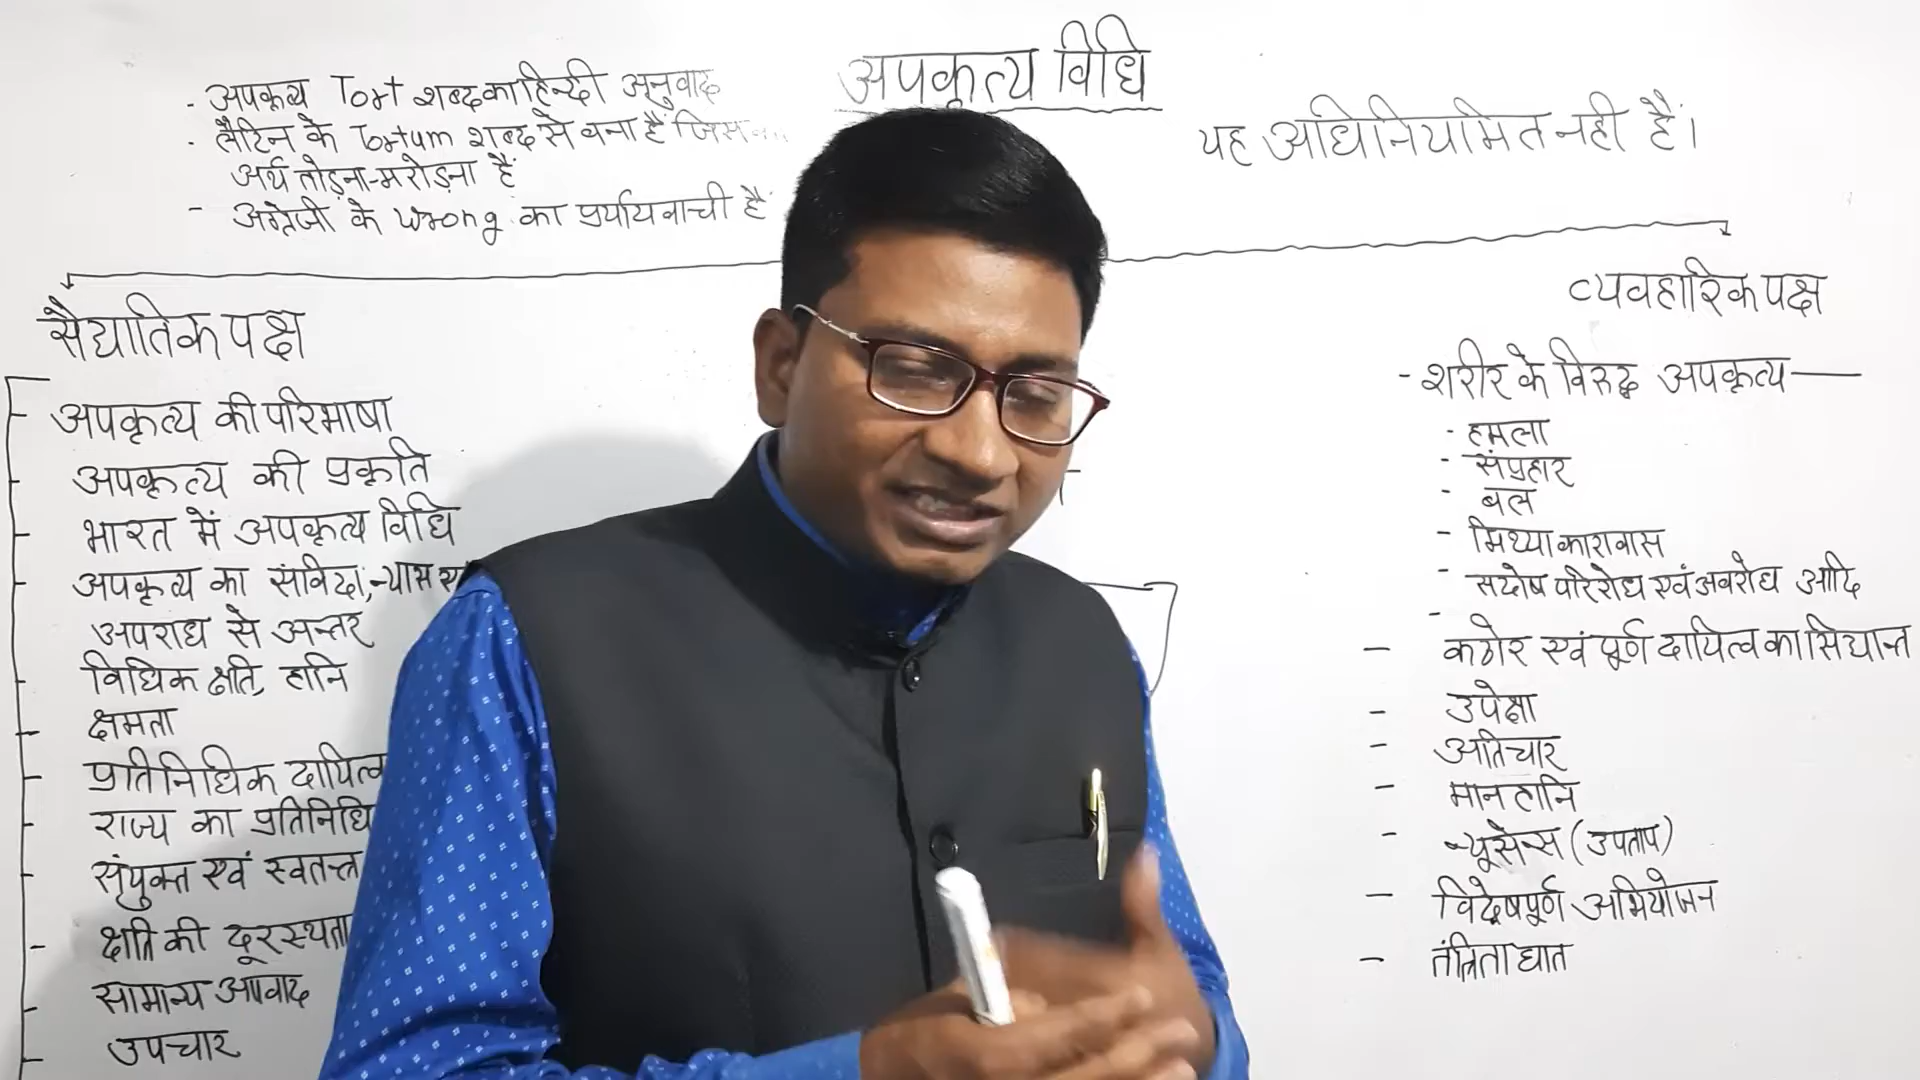 अपकृत्य विधि
- अपकृत्य Tort शब्द का हिन्दी अनुवाद
- लैटिन के Tortum शब्द से बना है जिस
अर्थ तोड़ना-मरोड़ना है
- अंग्रेजी के wrong का पर्यायवाची है
यह अधिनियमित नही है।
सैद्यातिक पक्ष
अपकृत्य की परिभाषा
अपकृत्य की प्रकृति
भारत में अपकृत्य विधि
अपकृत्य का संविदा, न्यास
अपराध से अन्तर
विधिक क्षति, हानि
क्षमता
प्रतिनिधिक दायित्व
राज्य का प्रतिनिधि
संयुक्त एवं स्वतन्त्र
क्षति की दूरस्थता
सामान्य अपवाद
उपचार
व्यवहारिक पक्ष
- शरीर के विरुद्ध अपकृत्य —
- हमला
- संप्रहार
- बल
- मिथ्या कारावास
- सदोष परिरोध एवं अवरोध आदि
-
- कठोर एवं पूर्ण दायित्व का सिद्यान्त
- उपेक्षा
- अतिचार
- मानहानि
- न्यूसेन्स (उपताप)
- विद्वेषपूर्ण अभियोजन
- तंत्रिता घात